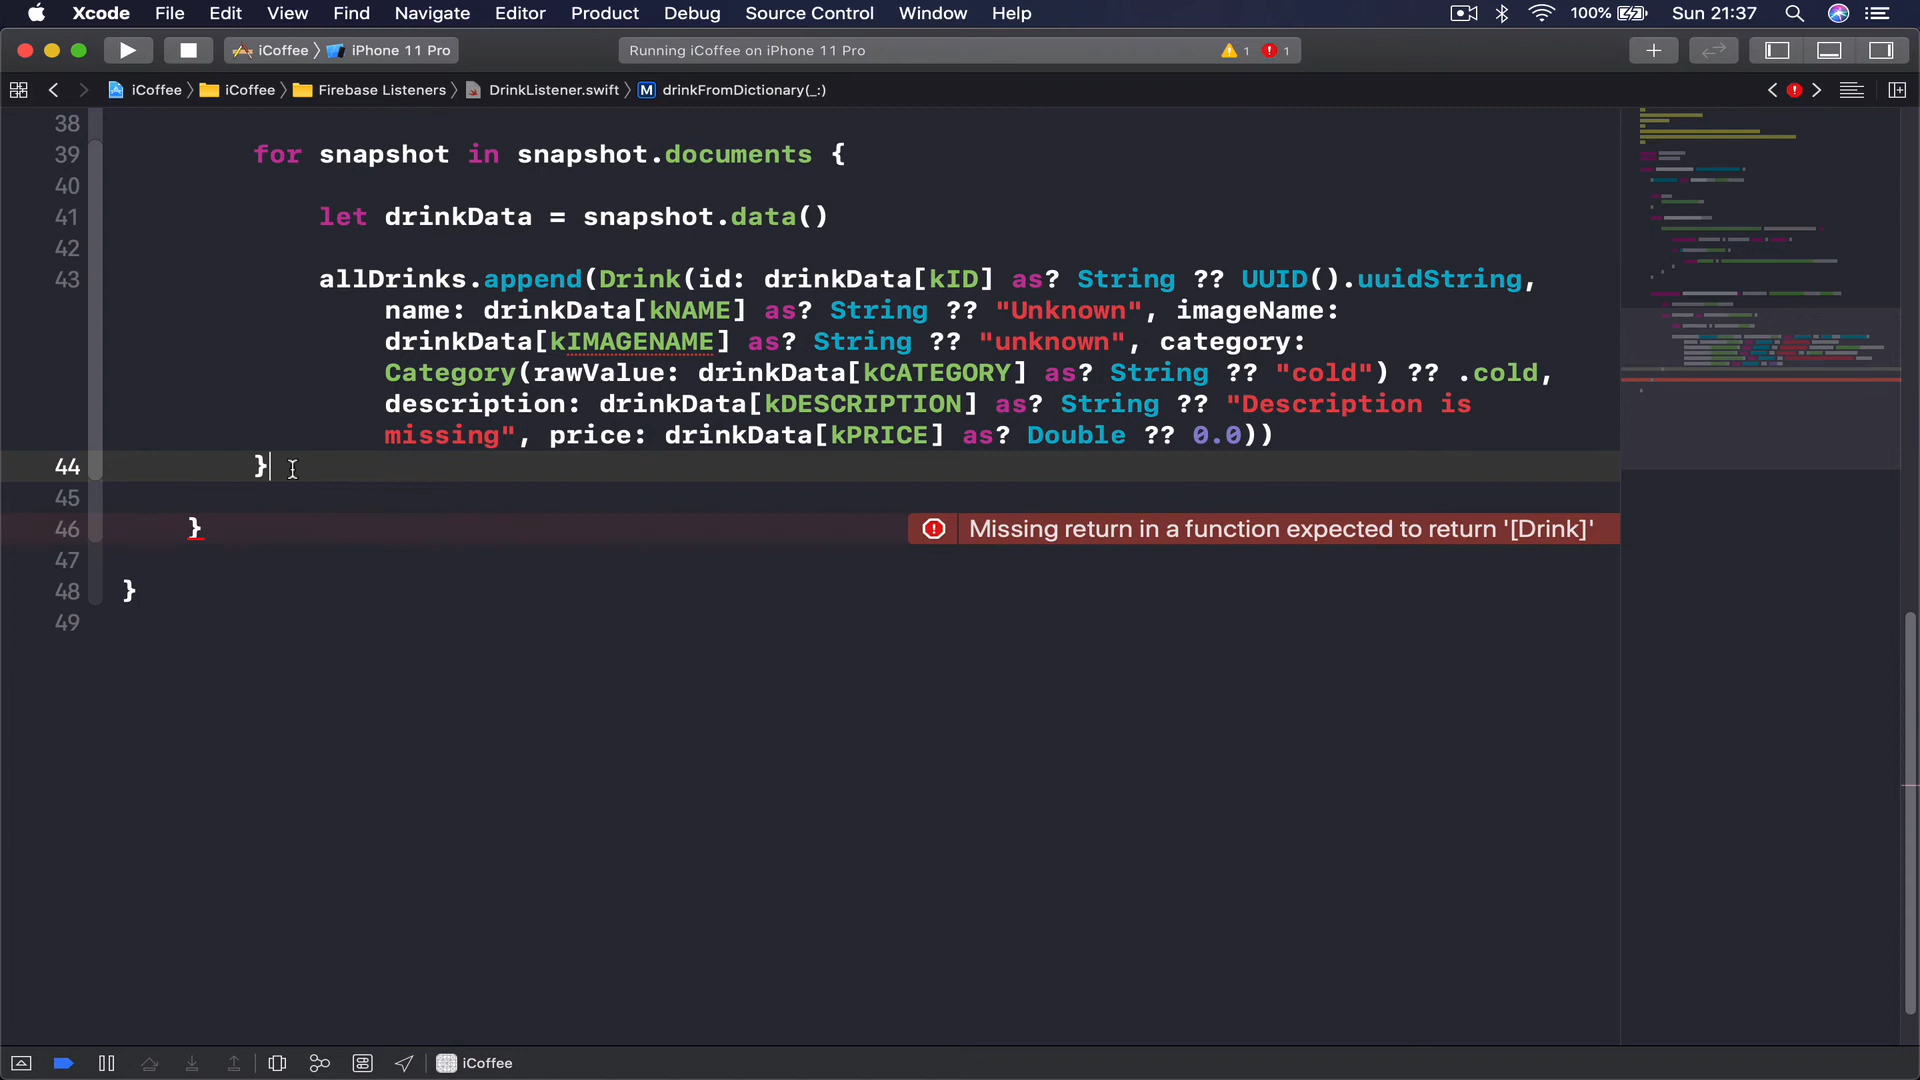 Xcode File Edit View Find Navigate Editor Product Debug Source Control Window Help 100% Sun 21:37
iCoffee iPhone 11 Pro Running iCoffee on iPhone 11 Pro 1 1
iCoffee iCoffee Firebase Listeners DrinkListener.swift M drinkFromDictionary(_:)
38
39 for snapshot in snapshot.documents {
40
41 let drinkData = snapshot.data()
42
43 allDrinks.append(Drink(id: drinkData[kID] as? String ?? UUID().uuidString,
name: drinkData[kNAME] as? String ?? "Unknown", imageName:
drinkData[kIMAGENAME] as? String ?? "unknown", category:
Category(rawValue: drinkData[kCATEGORY] as? String ?? "cold") ?? .cold,
description: drinkData[kDESCRIPTION] as? String ?? "Description is
missing", price: drinkData[kPRICE] as? Double ?? 0.0))
44 }
45
46 } Missing return in a function expected to return '[Drink]'
47
48 }
49
iCoffee